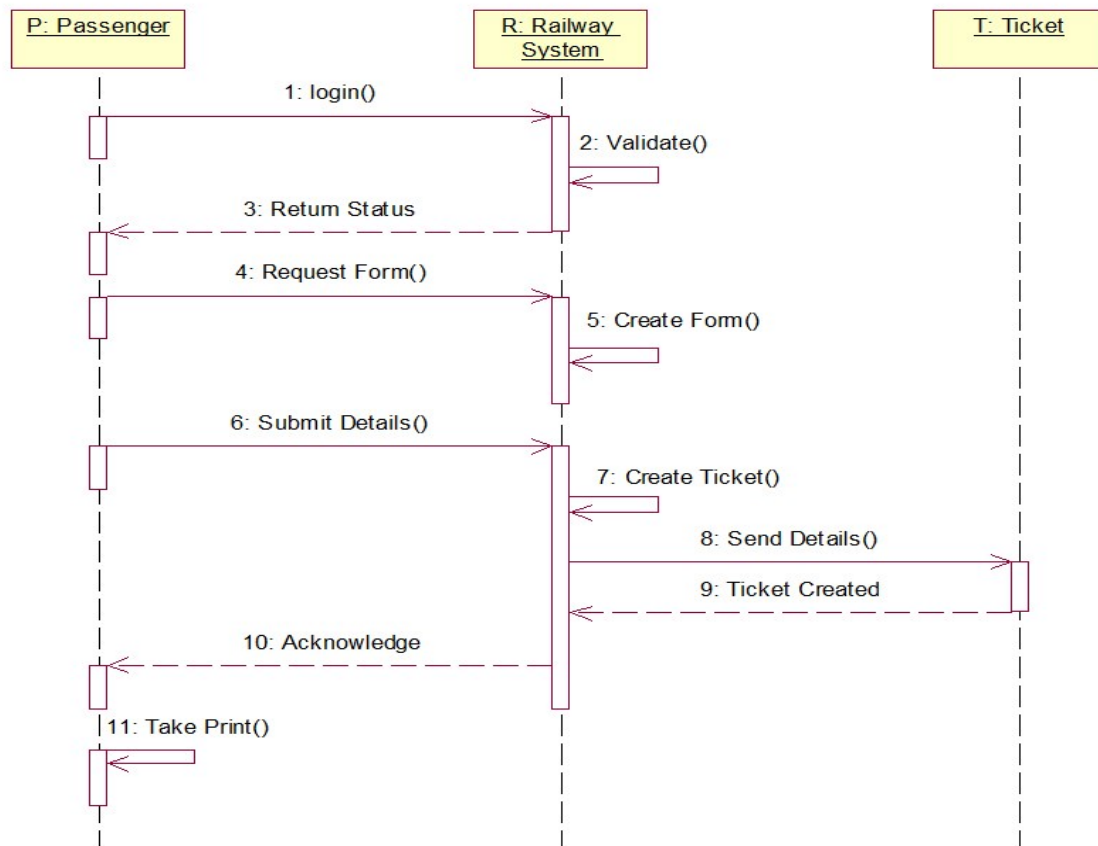 P: Passenger
R: Railway
System
T: Ticket
1: login()
2: Validate()
3: Return Status
4: Request Form()
5: Create Form()
6: Submit Details()
7: Create Ticket()
8: Send Details()
9: Ticket Created
10: Acknowledge
11: Take Print()